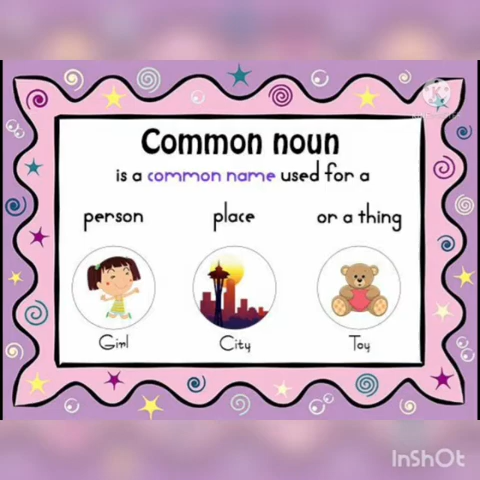 Common noun
is a common name used for a
person place or a thing
Girl City Toy
InShOt